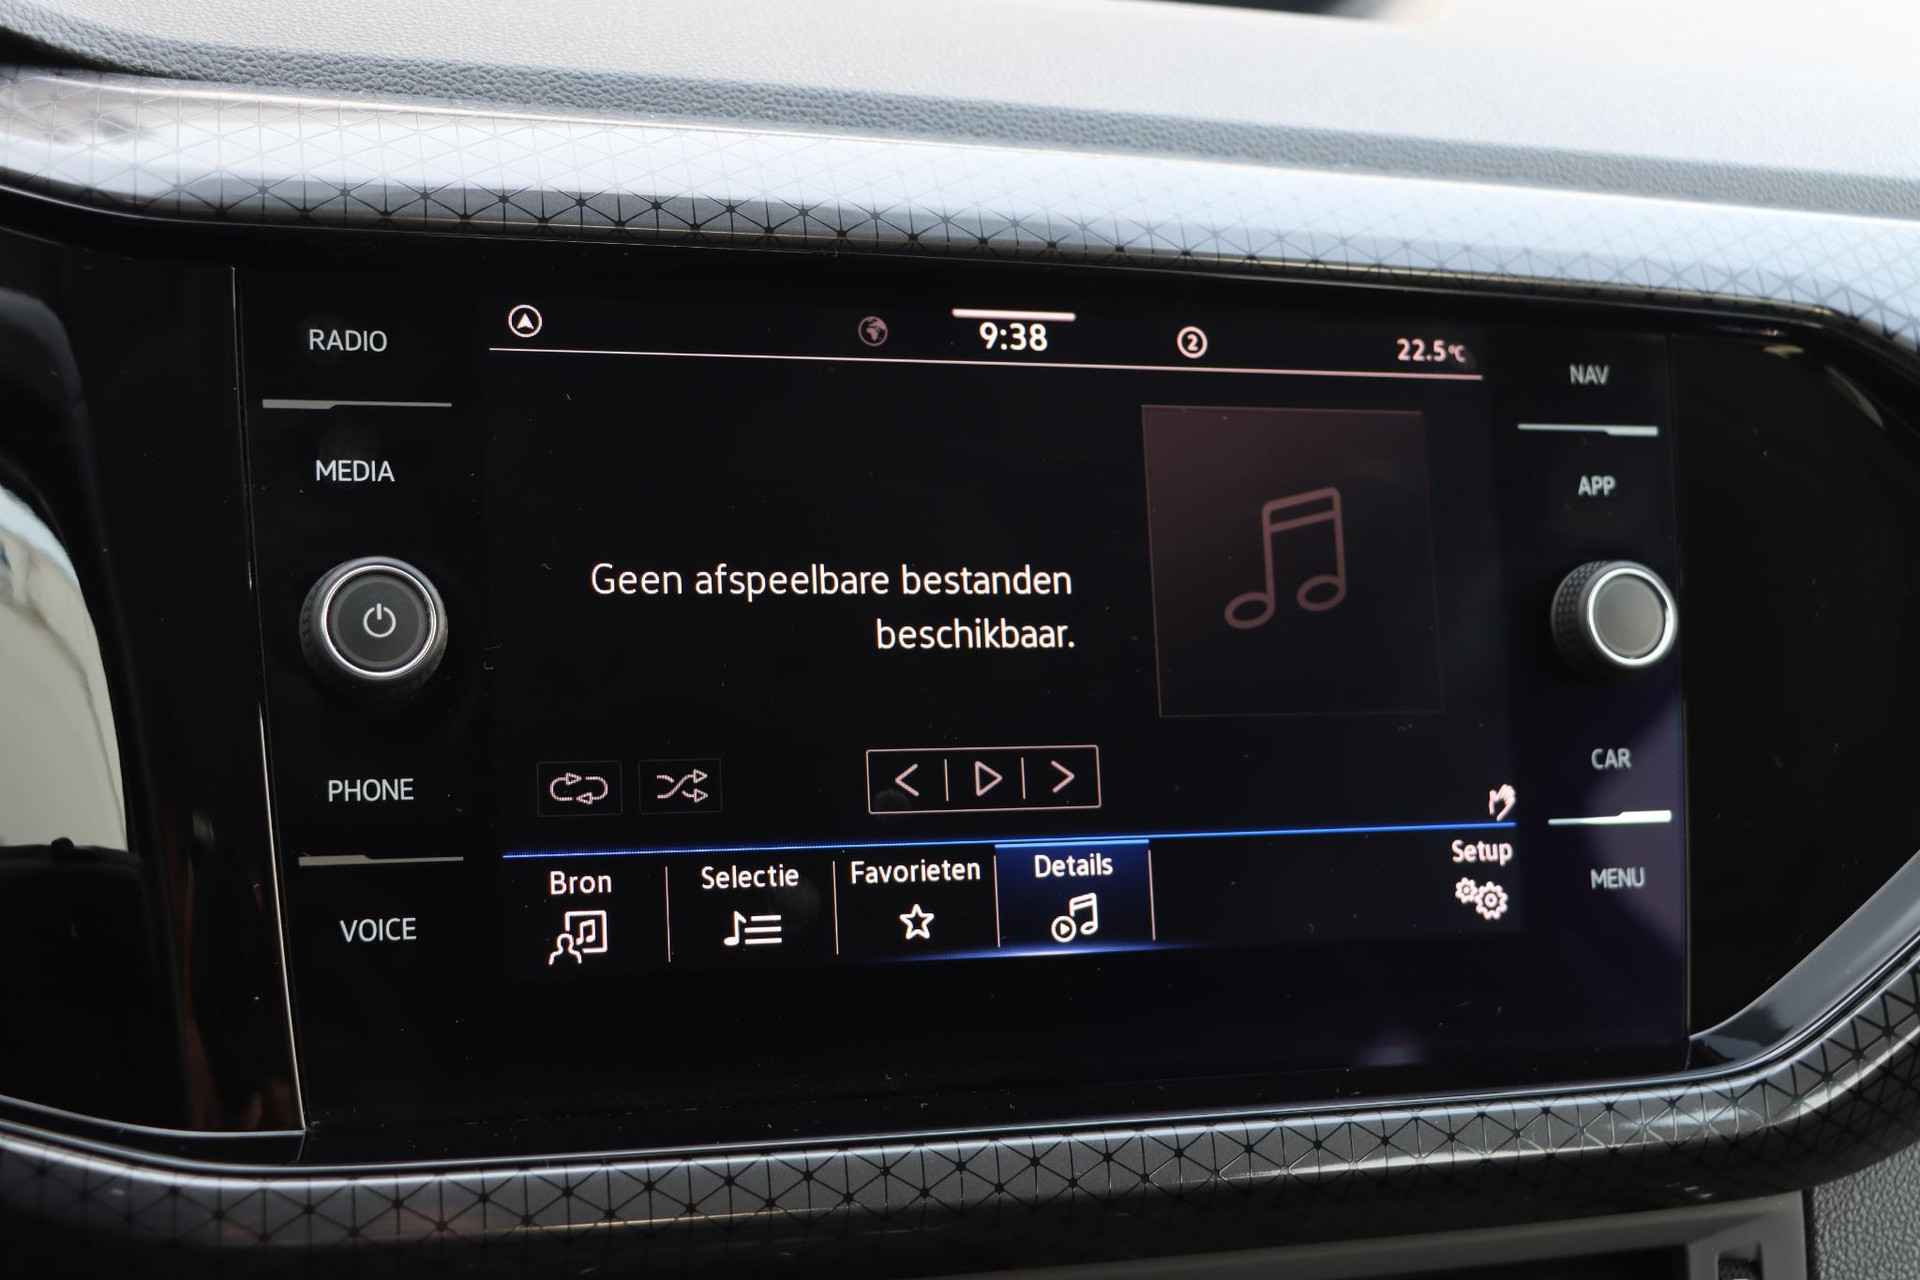 RADIO
MEDIA
PHONE
VOICE
9:38
2
22.5°C
Geen afspeelbare bestanden
beschikbaar.
Bron
Selectie
Favorieten
Details
Setup
NAV
APP
CAR
MENU